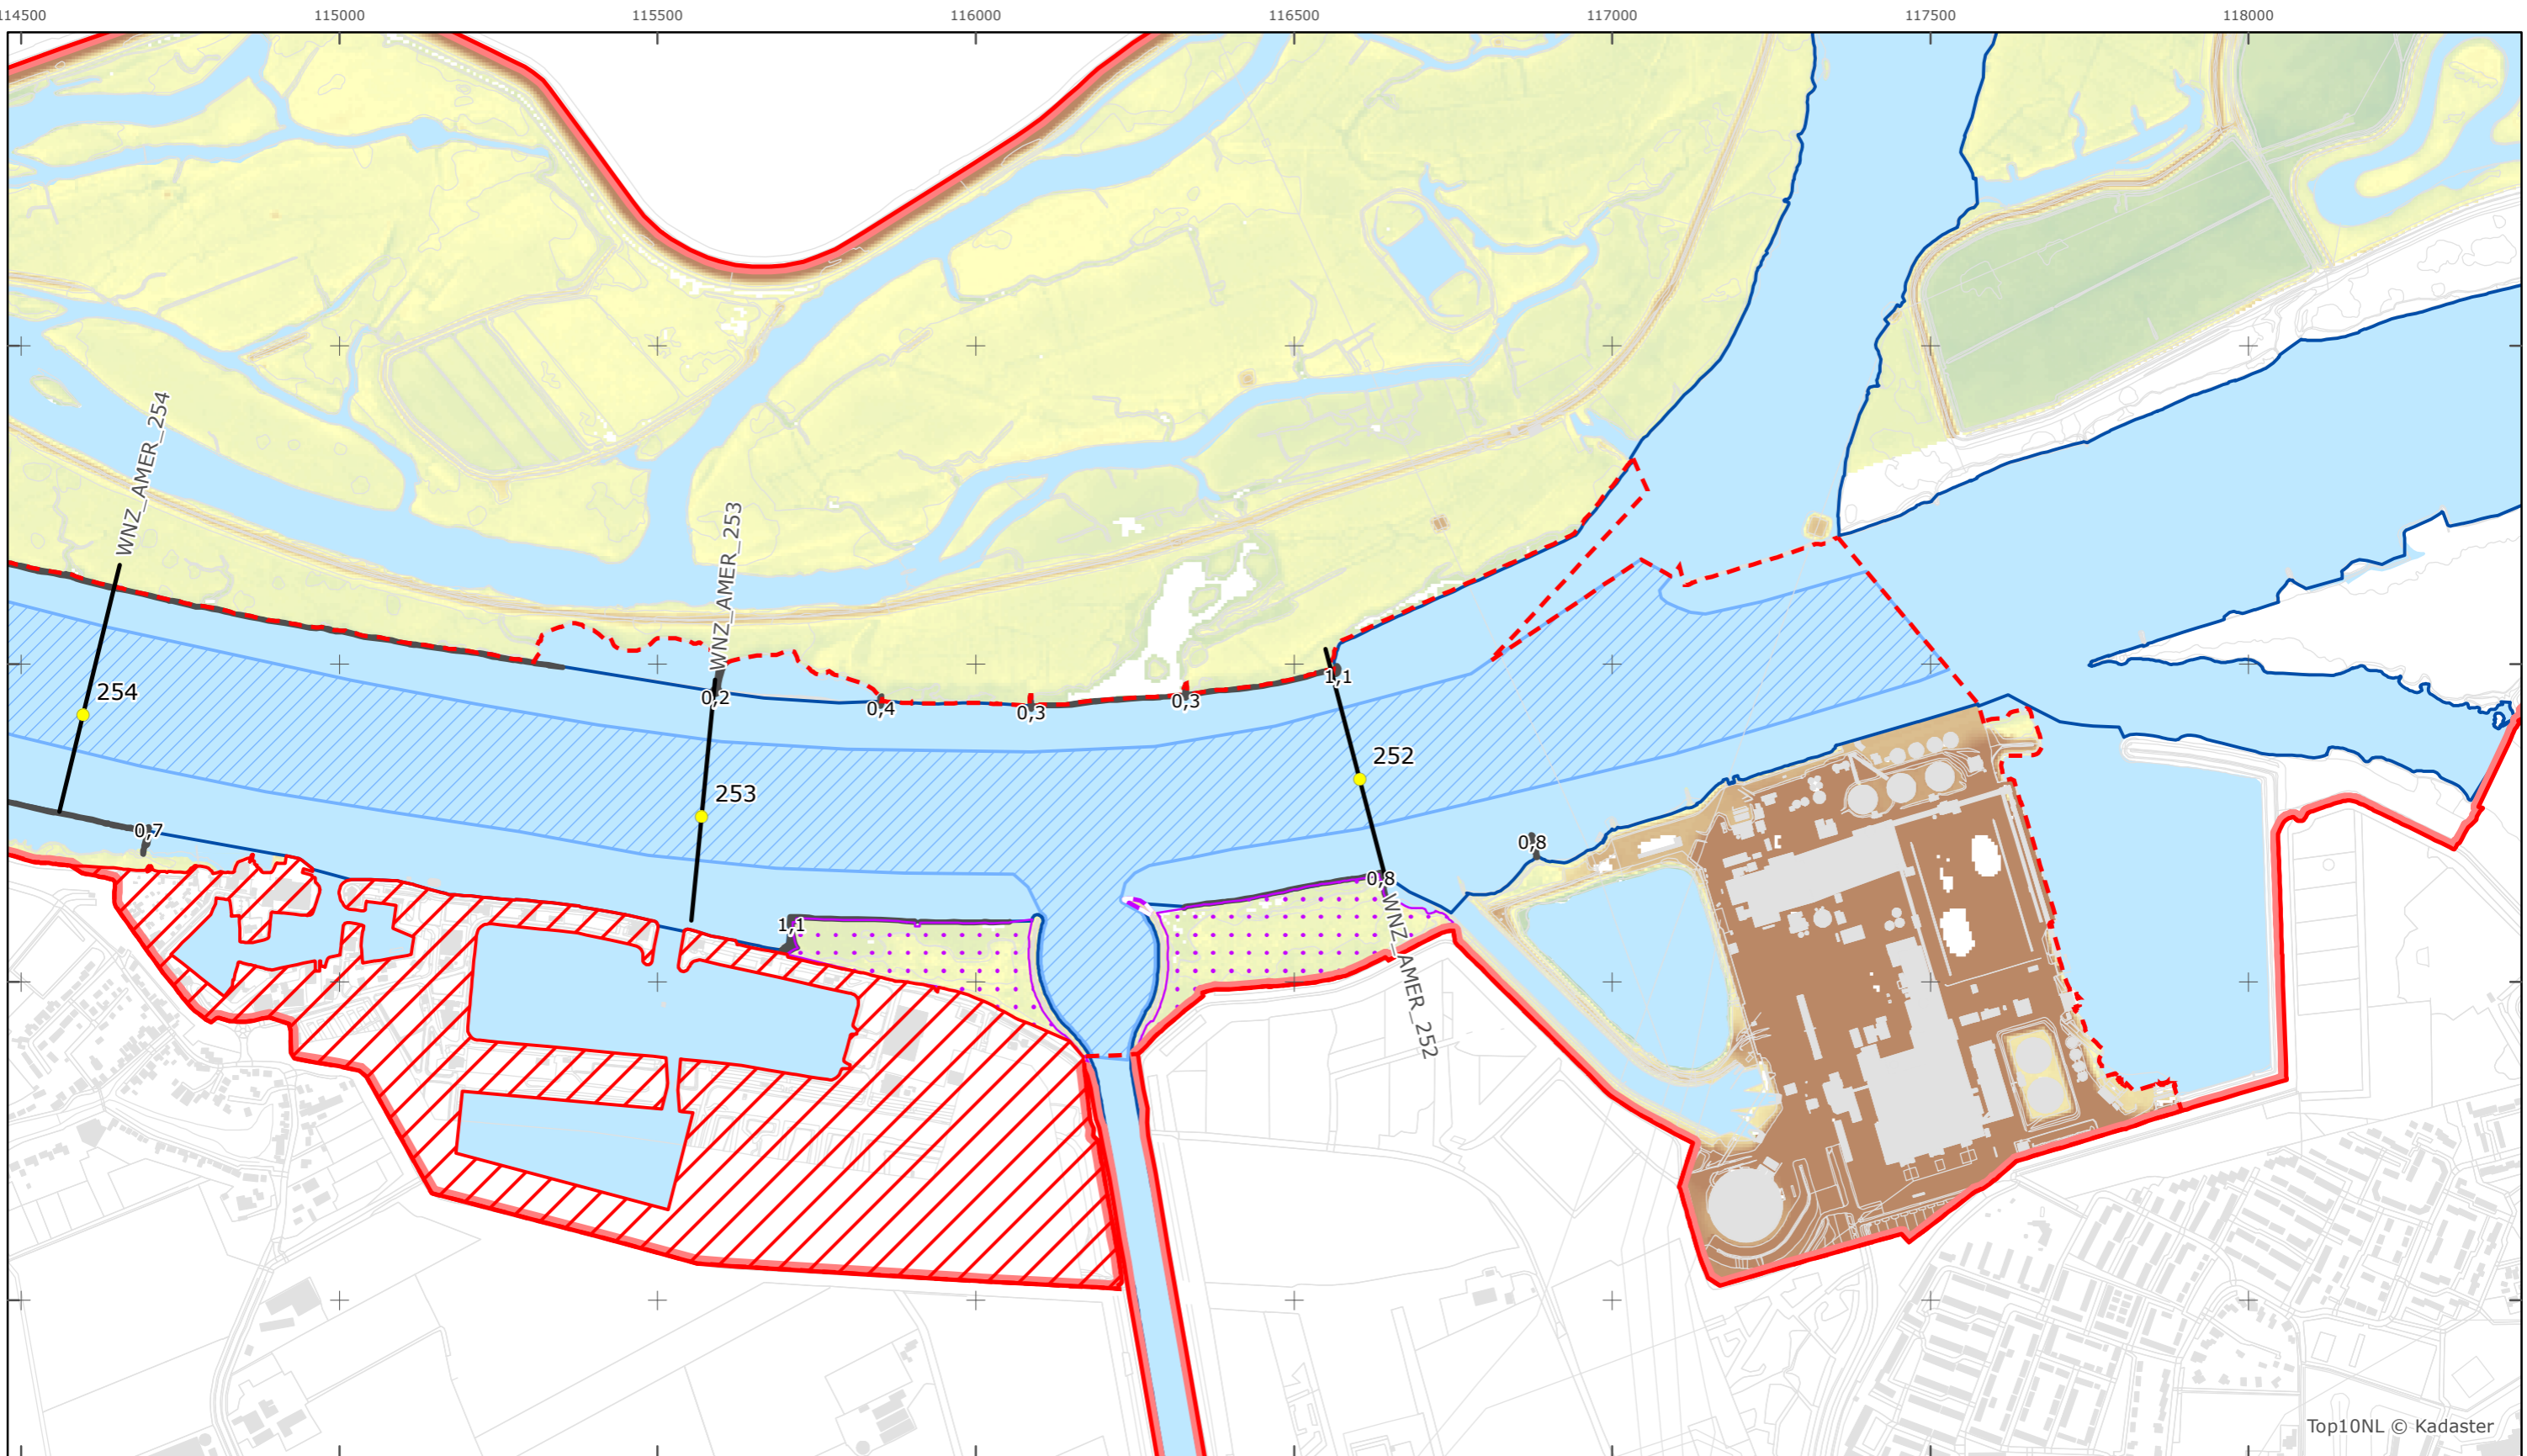 114500 115000 115500 116000 116500 117000 117500 118000
WNZ_AMER_254
WNZ_AMER_253
254
0,2
0,4
0,3
0,3
1,1
252
253
0,7
0,8
0,8
1,1
WNZ_AMER_252
Top10NL © Kadaster